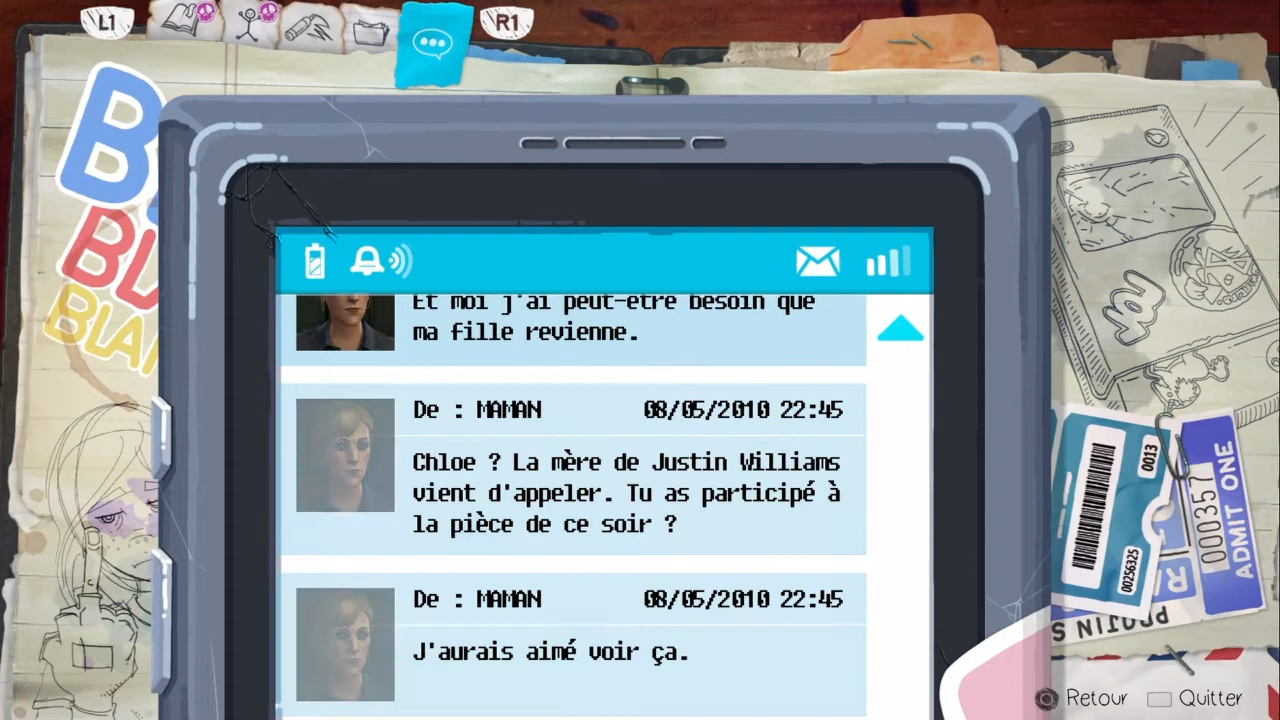 L1
R1
Et moi j'ai peut-être besoin que
ma fille revienne.
De : MAMAN 08/05/2010 22:45
Chloe ? La mère de Justin Williams
vient d'appeler. Tu as participé à
la pièce de ce soir ?
De : MAMAN 08/05/2010 22:45
J'aurais aimé voir ça.
0013
00256325
000357
ADMIT ONE
Retour
Quitter